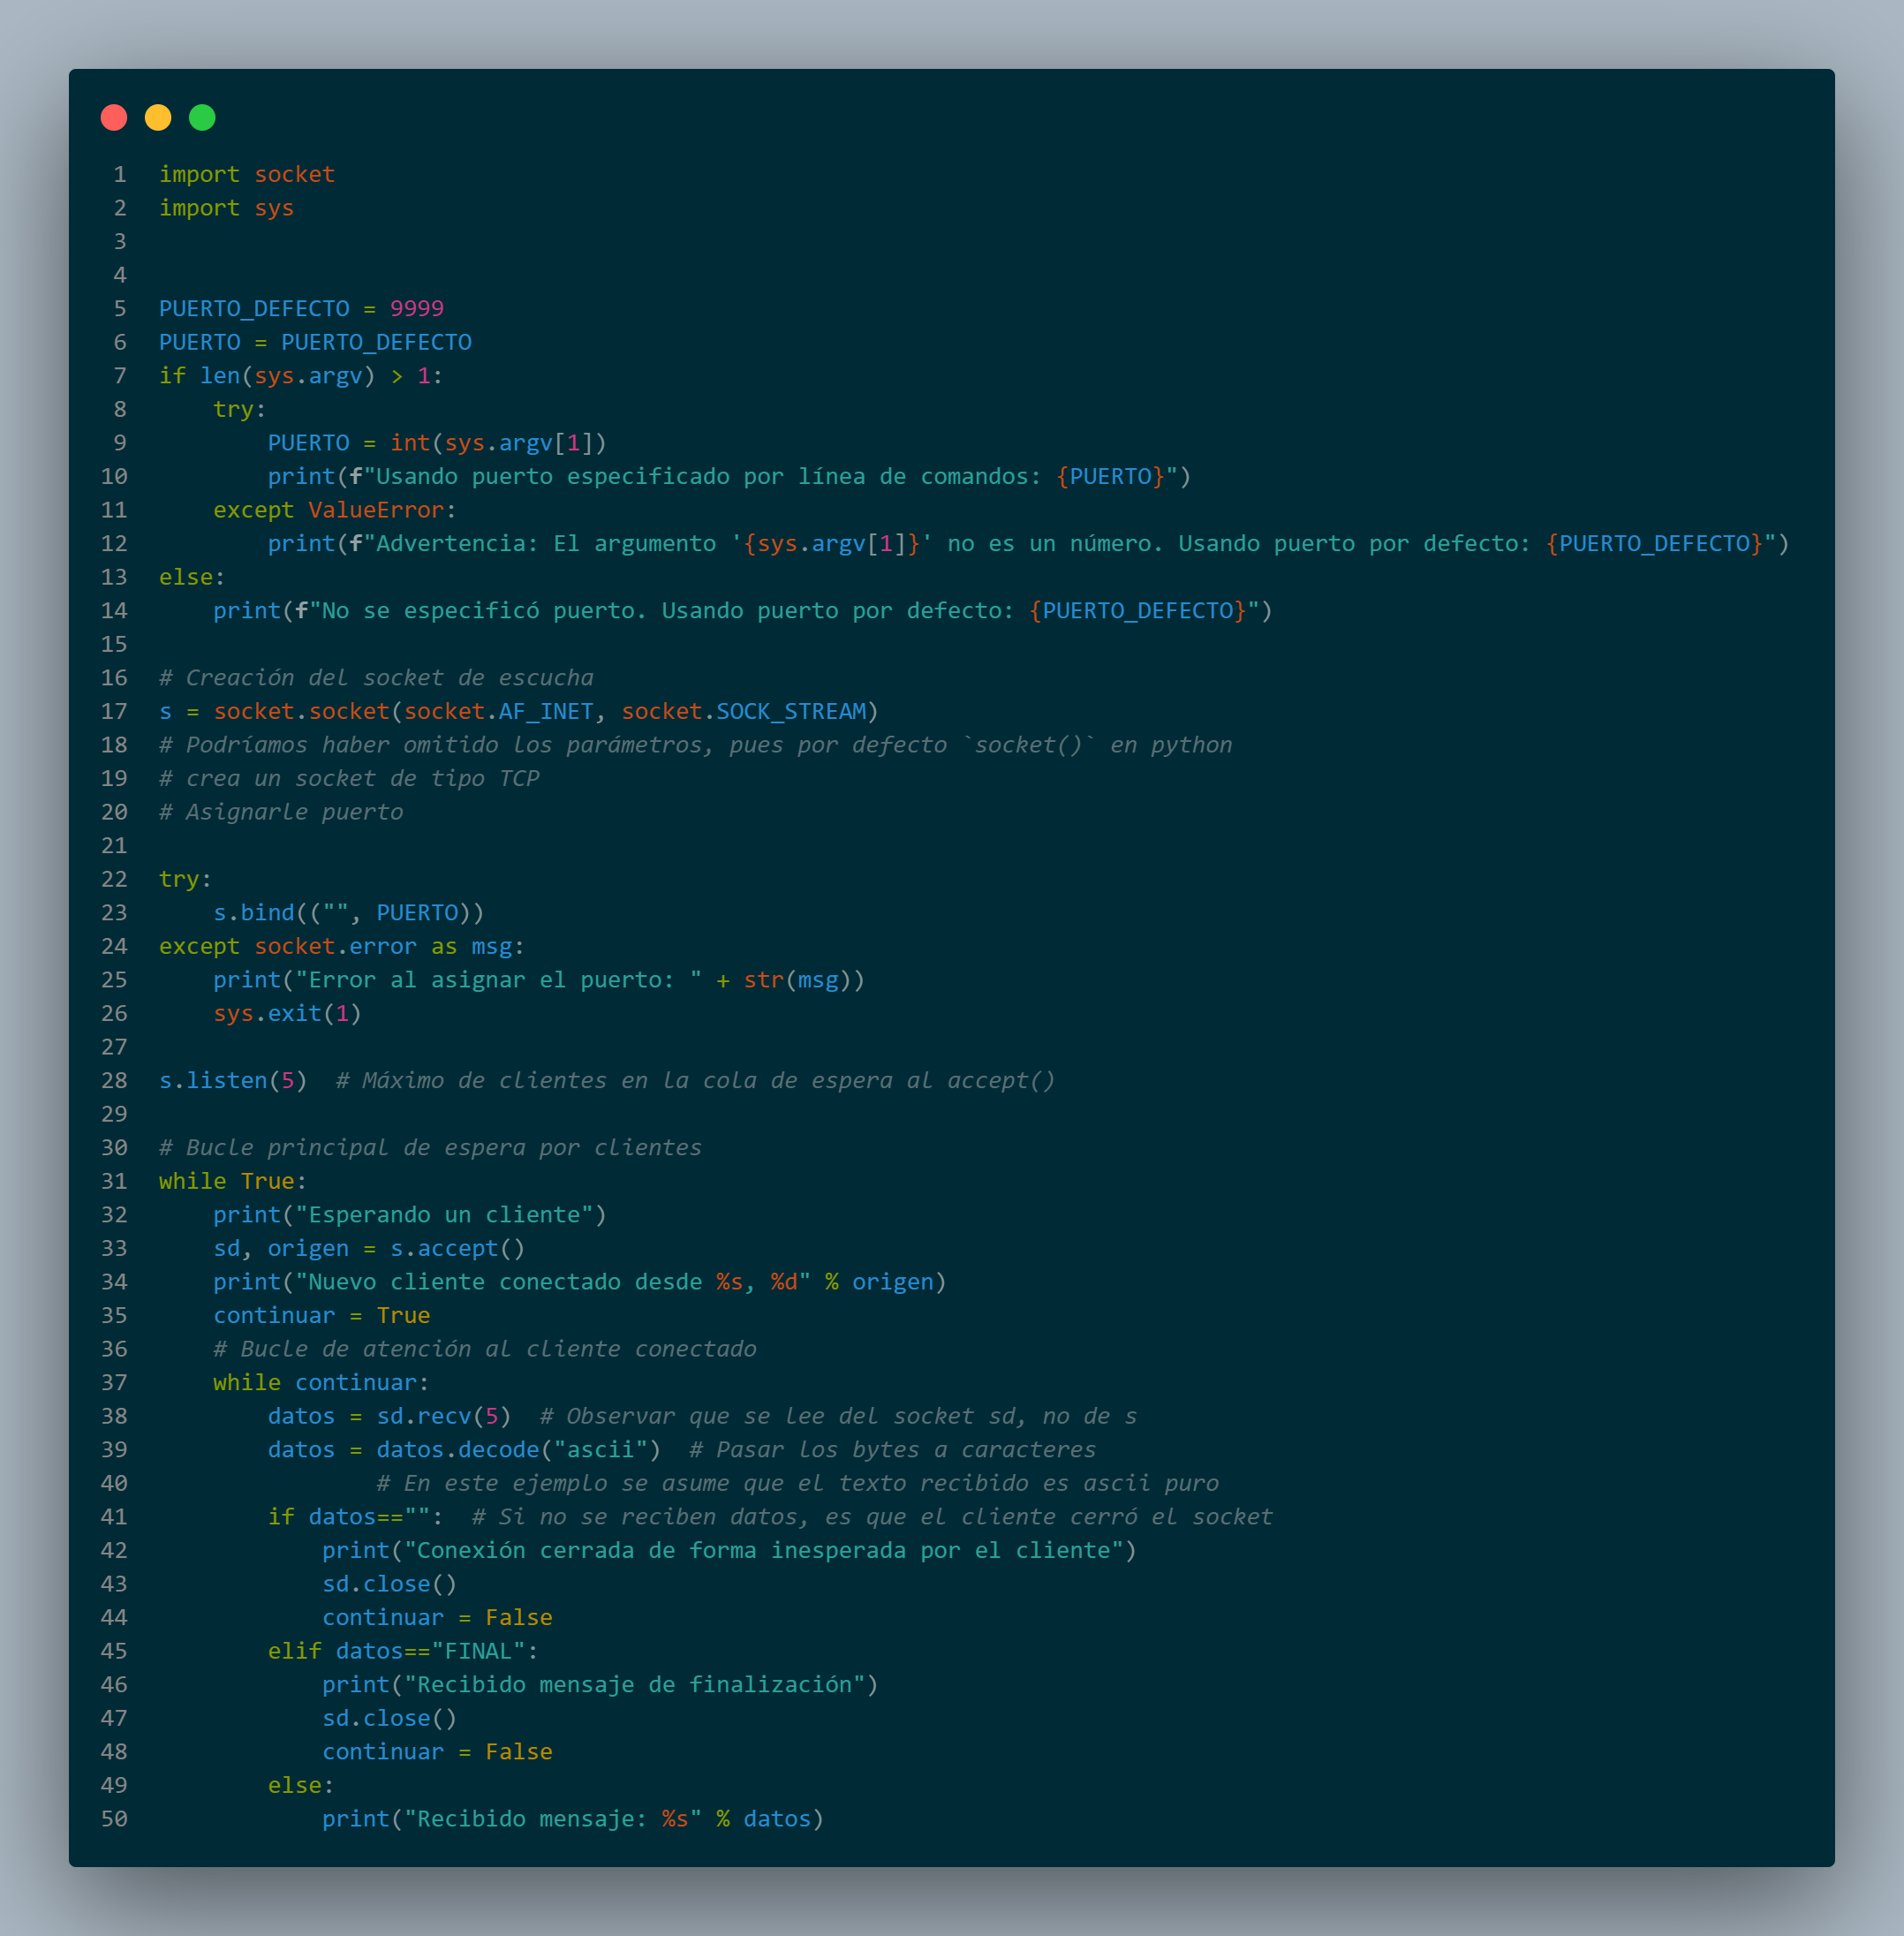 1 import socket
2 import sys
3
4
5 PUERTO_DEFECTO = 9999
6 PUERTO = PUERTO_DEFECTO
7 if len(sys.argv) > 1:
8     try:
9         PUERTO = int(sys.argv[1])
10         print(f"Usando puerto especificado por línea de comandos: {PUERTO}")
11     except ValueError:
12         print(f"Advertencia: El argumento '{sys.argv[1]}' no es un número. Usando puerto por defecto: {PUERTO_DEFECTO}")
13 else:
14     print(f"No se especificó puerto. Usando puerto por defecto: {PUERTO_DEFECTO}")
15
16 # Creación del socket de escucha
17 s = socket.socket(socket.AF_INET, socket.SOCK_STREAM)
18 # Podríamos haber omitido los parámetros, pues por defecto `socket()` en python
19 # crea un socket de tipo TCP
20 # Asignarle puerto
21
22 try:
23     s.bind(("", PUERTO))
24 except socket.error as msg:
25     print("Error al asignar el puerto: " + str(msg))
26     sys.exit(1)
27
28 s.listen(5)  # Máximo de clientes en la cola de espera al accept()
29
30 # Bucle principal de espera por clientes
31 while True:
32     print("Esperando un cliente")
33     sd, origen = s.accept()
34     print("Nuevo cliente conectado desde %s, %d" % origen)
35     continuar = True
36     # Bucle de atención al cliente conectado
37     while continuar:
38         datos = sd.recv(5)  # Observar que se lee del socket sd, no de s
39         datos = datos.decode("ascii")  # Pasar los bytes a caracteres
40                 # En este ejemplo se asume que el texto recibido es ascii puro
41         if datos=="":  # Si no se reciben datos, es que el cliente cerró el socket
42             print("Conexión cerrada de forma inesperada por el cliente")
43             sd.close()
44             continuar = False
45         elif datos=="FINAL":
46             print("Recibido mensaje de finalización")
47             sd.close()
48             continuar = False
49         else:
50             print("Recibido mensaje: %s" % datos)